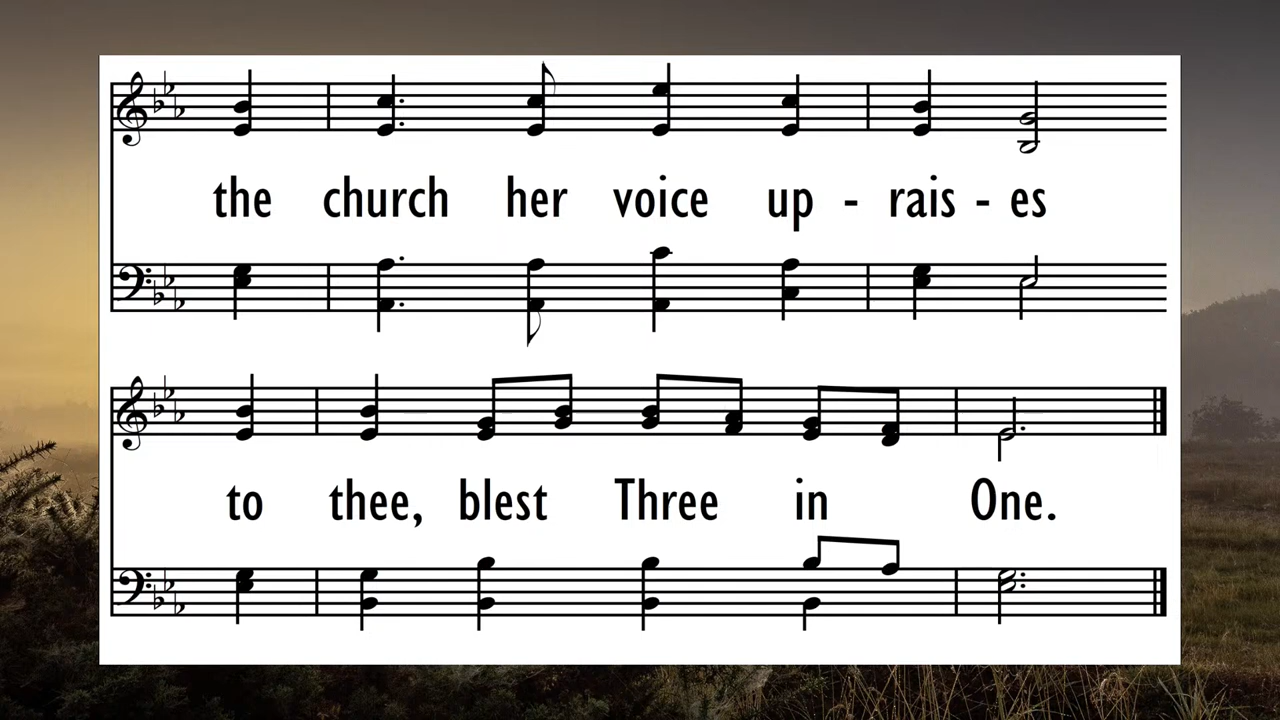 the church her voice up - rais - es
to thee, blest Three in One.